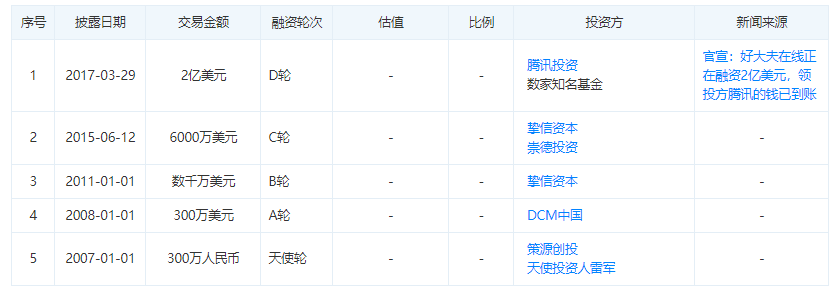 序号 披露日期 交易金额 融资轮次 估值 比例 投资方 新闻来源
1 2017-03-29 2亿美元 D轮 - - 腾讯投资 数家知名基金 官宣：好大夫在线正
在融资2亿美元，领
投方腾讯的钱已到账
2 2015-06-12 6000万美元 C轮 - - 挚信资本 -
崇德投资
3 2011-01-01 数千万美元 B轮 - - 挚信资本 -
4 2008-01-01 300万美元 A轮 - - DCM中国 -
5 2007-01-01 300万人民币 天使轮 - - 策源创投 -
天使投资人雷军